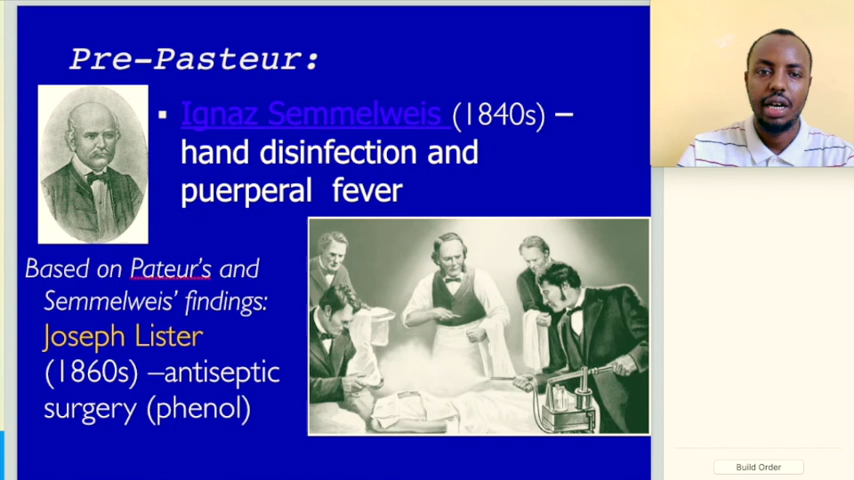 Pre-Pasteur:
▪ Ignaz Semmelweis (1840s) –
hand disinfection and
puerperal fever
Based on Pateur's and
Semmelweis' findings:
Joseph Lister
(1860s) –antiseptic
surgery (phenol)
Build Order